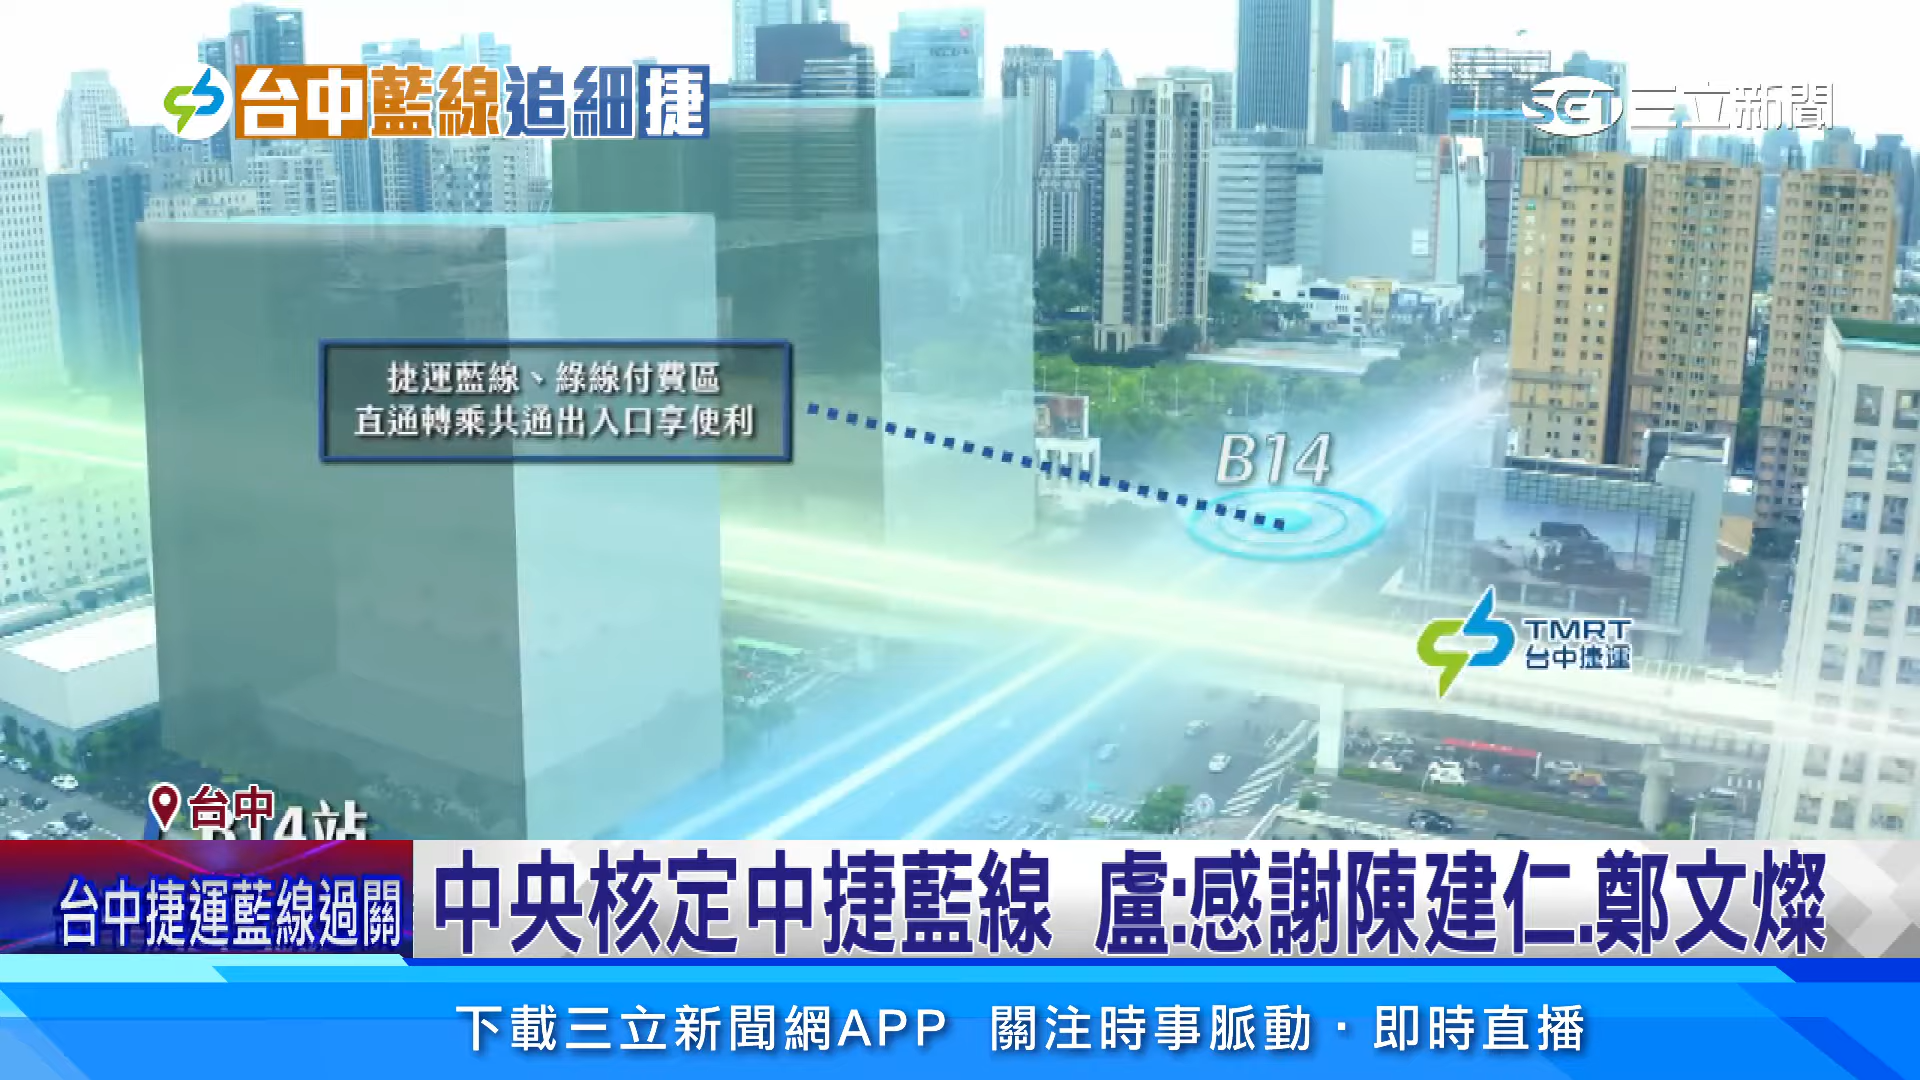 台中藍線追細捷
SET三立新聞
捷運藍線、綠線付費區
直通轉乘共通出入口享便利
B14
TMRT
台中捷運
台中
B14站
台中捷運藍線過關
中央核定中捷藍線 盧:感謝陳建仁.鄭文燦
下載三立新聞網APP 關注時事脈動・即時直播